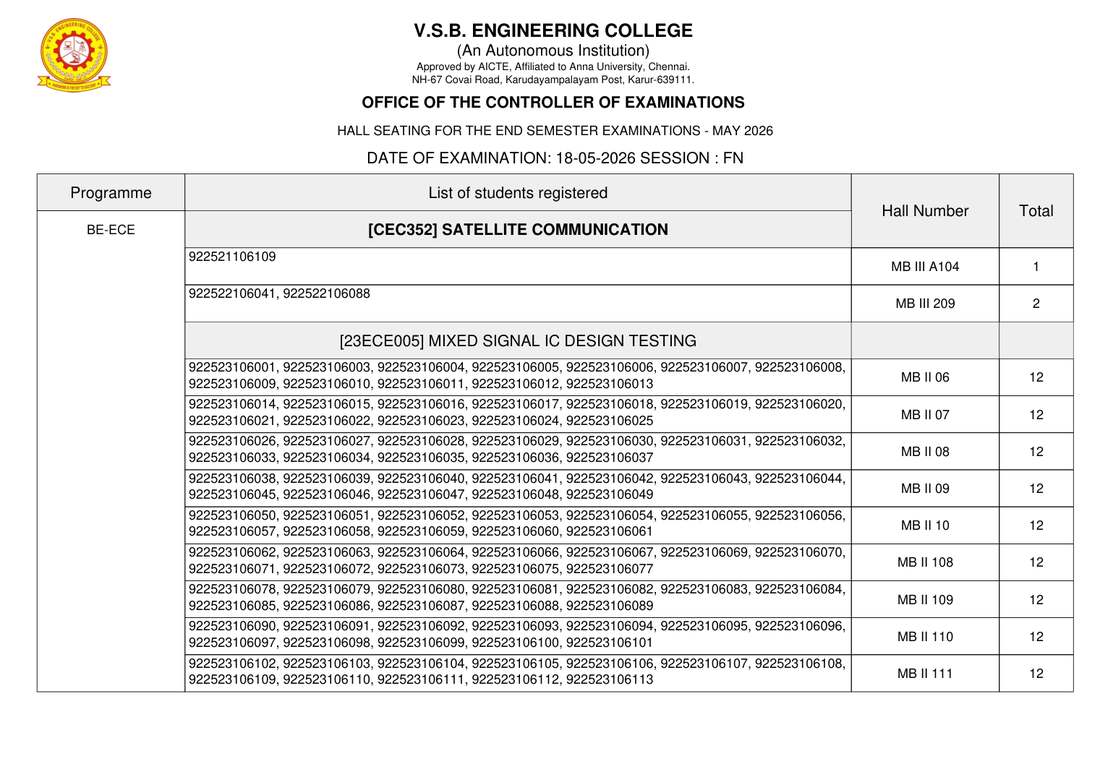 V.S.B. ENGINEERING COLLEGE
(An Autonomous Institution)
Approved by AICTE, Affiliated to Anna University, Chennai.
NH-67 Covai Road, Karudayampalayam Post, Karur-639111.
OFFICE OF THE CONTROLLER OF EXAMINATIONS
HALL SEATING FOR THE END SEMESTER EXAMINATIONS - MAY 2026
DATE OF EXAMINATION: 18-05-2026 SESSION : FN
Programme List of students registered Hall Number Total
BE-ECE [CEC352] SATELLITE COMMUNICATION
922521106109 MB III A104 1
922522106041, 922522106088 MB III 209 2
[23ECE005] MIXED SIGNAL IC DESIGN TESTING
922523106001, 922523106003, 922523106004, 922523106005, 922523106006, 922523106007, 922523106008,
922523106009, 922523106010, 922523106011, 922523106012, 922523106013 MB II 06 12
922523106014, 922523106015, 922523106016, 922523106017, 922523106018, 922523106019, 922523106020,
922523106021, 922523106022, 922523106023, 922523106024, 922523106025 MB II 07 12
922523106026, 922523106027, 922523106028, 922523106029, 922523106030, 922523106031, 922523106032,
922523106033, 922523106034, 922523106035, 922523106036, 922523106037 MB II 08 12
922523106038, 922523106039, 922523106040, 922523106041, 922523106042, 922523106043, 922523106044,
922523106045, 922523106046, 922523106047, 922523106048, 922523106049 MB II 09 12
922523106050, 922523106051, 922523106052, 922523106053, 922523106054, 922523106055, 922523106056,
922523106057, 922523106058, 922523106059, 922523106060, 922523106061 MB II 10 12
922523106062, 922523106063, 922523106064, 922523106066, 922523106067, 922523106069, 922523106070,
922523106071, 922523106072, 922523106073, 922523106075, 922523106077 MB II 108 12
922523106078, 922523106079, 922523106080, 922523106081, 922523106082, 922523106083, 922523106084,
922523106085, 922523106086, 922523106087, 922523106088, 922523106089 MB II 109 12
922523106090, 922523106091, 922523106092, 922523106093, 922523106094, 922523106095, 922523106096,
922523106097, 922523106098, 922523106099, 922523106100, 922523106101 MB II 110 12
922523106102, 922523106103, 922523106104, 922523106105, 922523106106, 922523106107, 922523106108,
922523106109, 922523106110, 922523106111, 922523106112, 922523106113 MB II 111 12